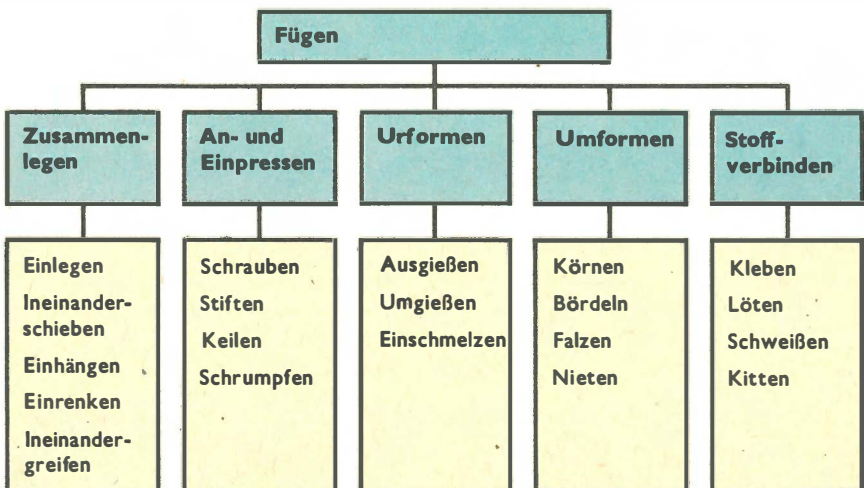 Fügen
Zusammen-
legen
An- und
Einpressen
Urformen
Umformen
Stoff-
verbinden
Einlegen
Ineinander-
schieben
Einhängen
Einrenken
Ineinander-
greifen
Schrauben
Stiften
Keilen
Schrumpfen
Ausgießen
Umgießen
Einschmelzen
Körnen
Bördeln
Falzen
Nieten
Kleben
Löten
Schweißen
Kitten